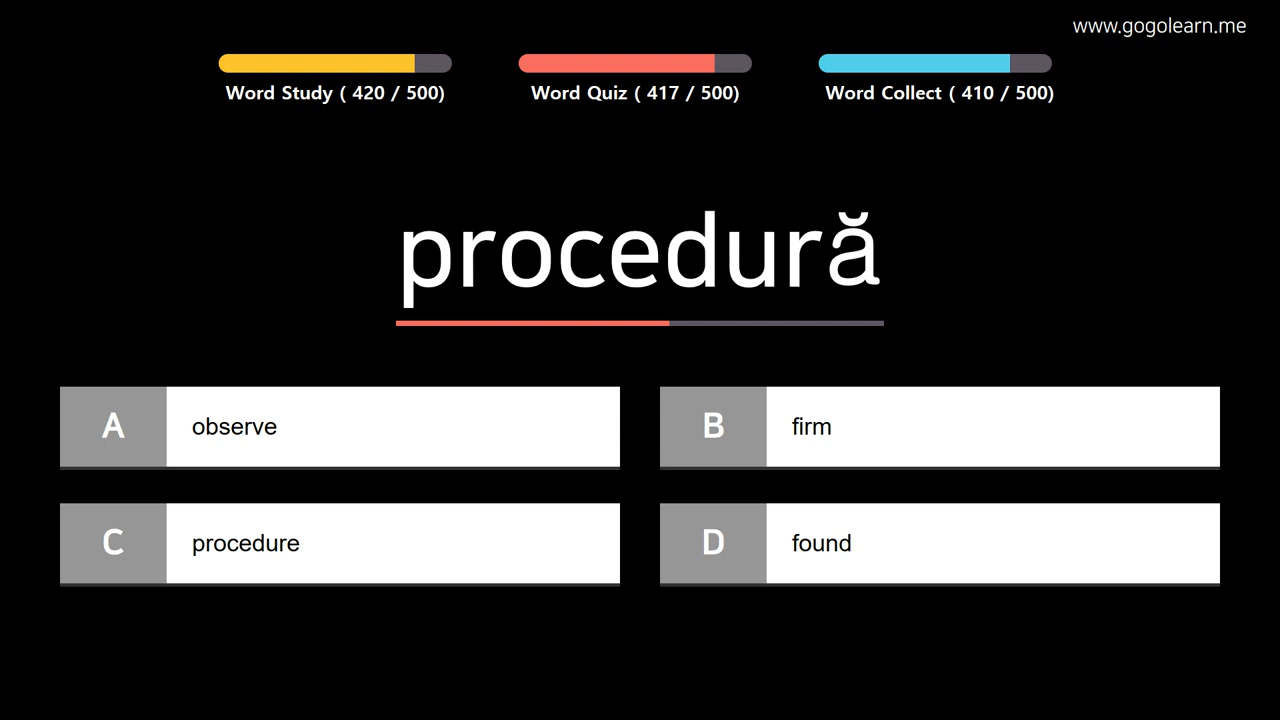 www.gogolearn.me
Word Study ( 420 / 500)
Word Quiz ( 417 / 500)
Word Collect ( 410 / 500)
procedură
A observe
B firm
C procedure
D found